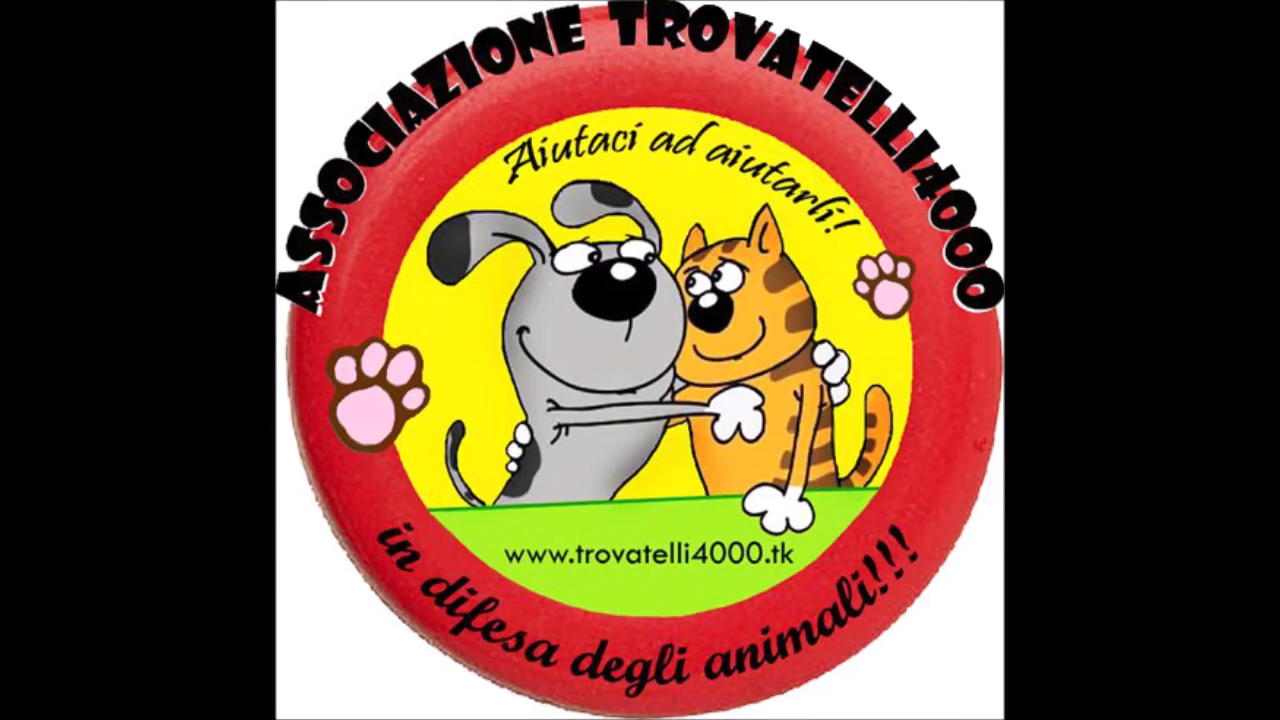 ASSOCIAZIONE TROVATELLI4000
Aiutaci ad aiutarli!
www.trovatelli4000.tk
in difesa degli animali!!!